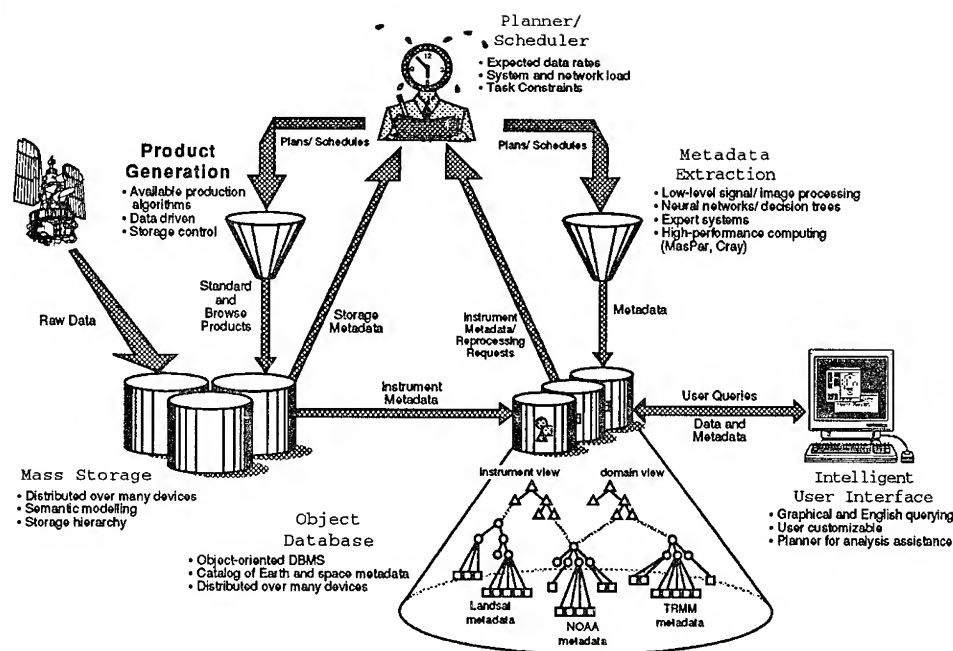 Planner/
Scheduler
• Expected data rates
• System and network load
• Task Constraints
12
Plans/ Schedules
Plans/ Schedules
Product
Generation
• Available production
algorithms
• Data driven
• Storage control
Metadata
Extraction
• Low-level signal/ image processing
• Neural networks/ decision trees
• Expert systems
• High-performance computing
(MasPar, Cray)
Raw Data
Standard
and
Browse
Products
Storage
Metadata
Instrument
Metadata/
Reprocessing
Requests
Metadata
Instrument
Metadata
User Queries
Data and
Metadata
Mass Storage
• Distributed over many devices
• Semantic modelling
• Storage hierarchy
Object
Database
• Object-oriented DBMS
• Catalog of Earth and space metadata
• Distributed over many devices
instrument view
domain view
Landsat
metadata
NOAA
metadata
TRMM
metadata
Intelligent
User Interface
• Graphical and English querying
• User customizable
• Planner for analysis assistance